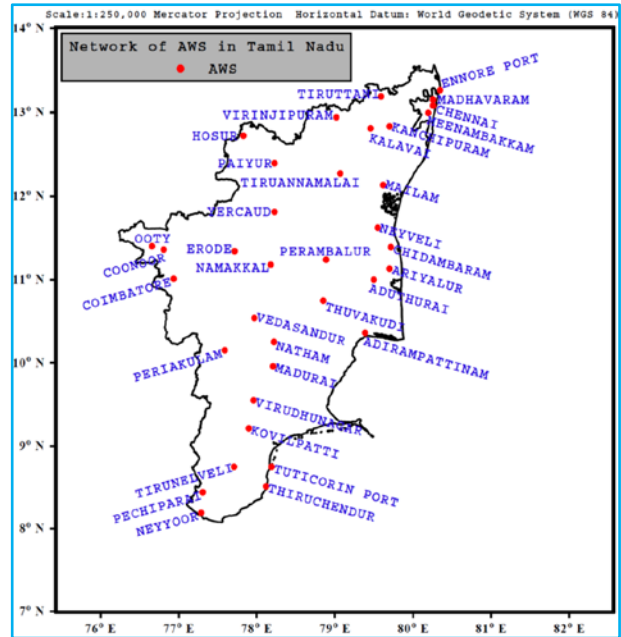 Scale:1:250,000 Mercator Projection Horizontal Datum: World Geodetic System (WGS 84)
Network of AWS in Tamil Nadu
AWS
14° N
13° N
12° N
11° N
10° N
9° N
8° N
7° N
76° E
77° E
78° E
79° E
80° E
81° E
82° E
ENNORE PORT
TIRUTTANI
MADHAVARAM
CHENNAI
VIRINJIPURAM
MEENAMBAKKAM
KANCHIPURAM
HOSUR
KALAVAI
PAIYUR
TIRUANNAMALAI
MAILAM
YERCAUD
NEYVELI
OOTY
CHIDAMBARAM
COONOOR
ERODE
PERAMBALUR
NAMAKKAL
ARIYALUR
COIMBATORE
ADUTHURAI
THUVAKUDI
VEDASANDUR
ADIRAMPATTINAM
NATHAM
PERIAKULAM
MADURAI
VIRUDHUNAGAR
KOVILPATTI
TIRUNELVELI
TUTICORIN PORT
PECHIPARAI
THIRUCHENDUR
NEYYOOR